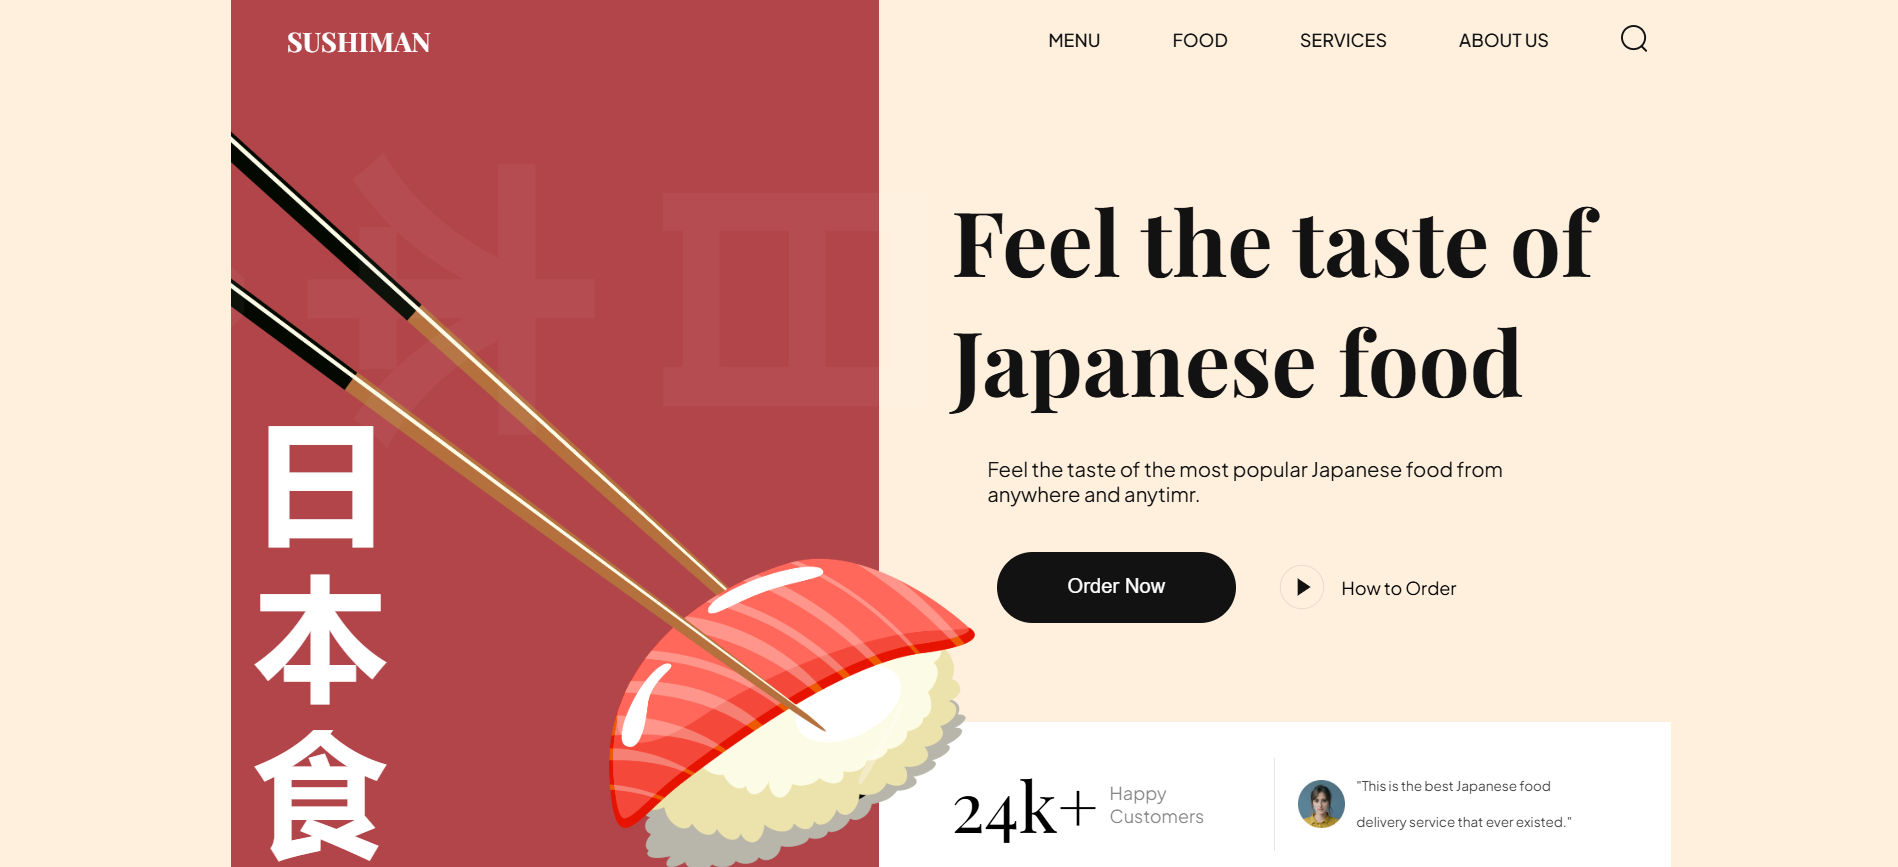 SUSHIMAN
MENU
FOOD
SERVICES
ABOUT US
Feel the taste of
Japanese food
Feel the taste of the most popular Japanese food from
anywhere and anytimr.
Order Now
How to Order
日
本
食
24k+
Happy
Customers
"This is the best Japanese food
delivery service that ever existed."